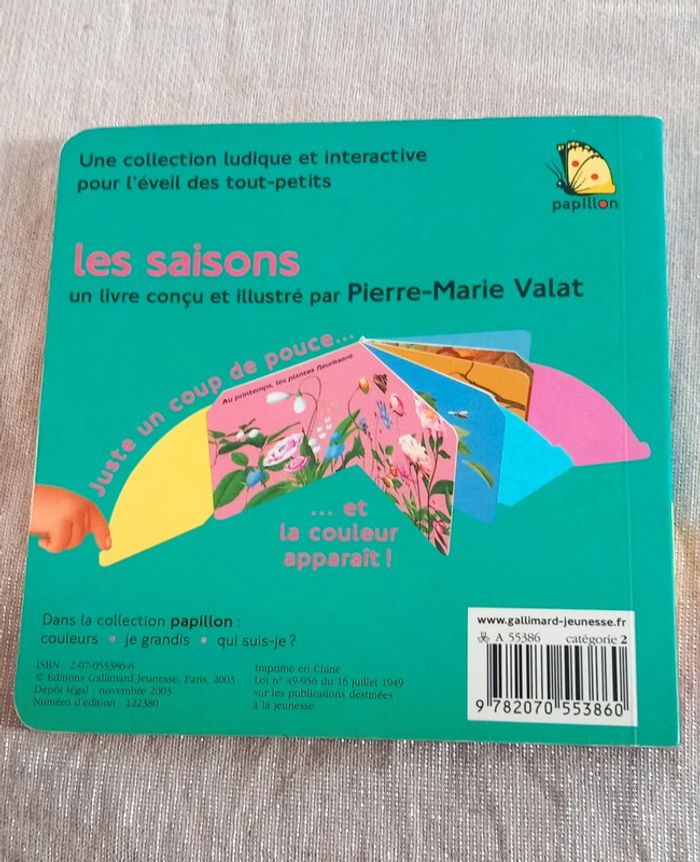 Une collection ludique et interactive
pour l'éveil des tout-petits
papillon
les saisons
un livre conçu et illustré par Pierre-Marie Valat
Juste un coup de pouce...
Au printemps, les plantes fleurissent.
... et
la couleur
apparaît !
Dans la collection papillon :
couleurs • je grandis • qui suis-je ?
ISBN : 2-07-055386-8
© Editions Gallimard Jeunesse, Paris, 2003
Dépôt légal : novembre 2003
Numéro d'édition : 122380
Imprimé en Chine
Loi n° 49-956 du 16 juillet 1949
sur les publications destinées
à la jeunesse
www.gallimard-jeunesse.fr
A 55386 catégorie 2
9 782070 553860